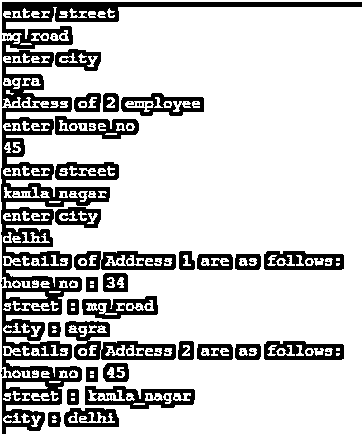 enter street
mg_road
enter city
agra
Address of 2 employee
enter house_no
45
enter street
kamla_nagar
enter city
delhi
Details of Address 1 are as follows:
house_no : 34
street : mg_road
city : agra
Details of Address 2 are as follows:
house_no : 45
street : kamla_nagar
city : delhi